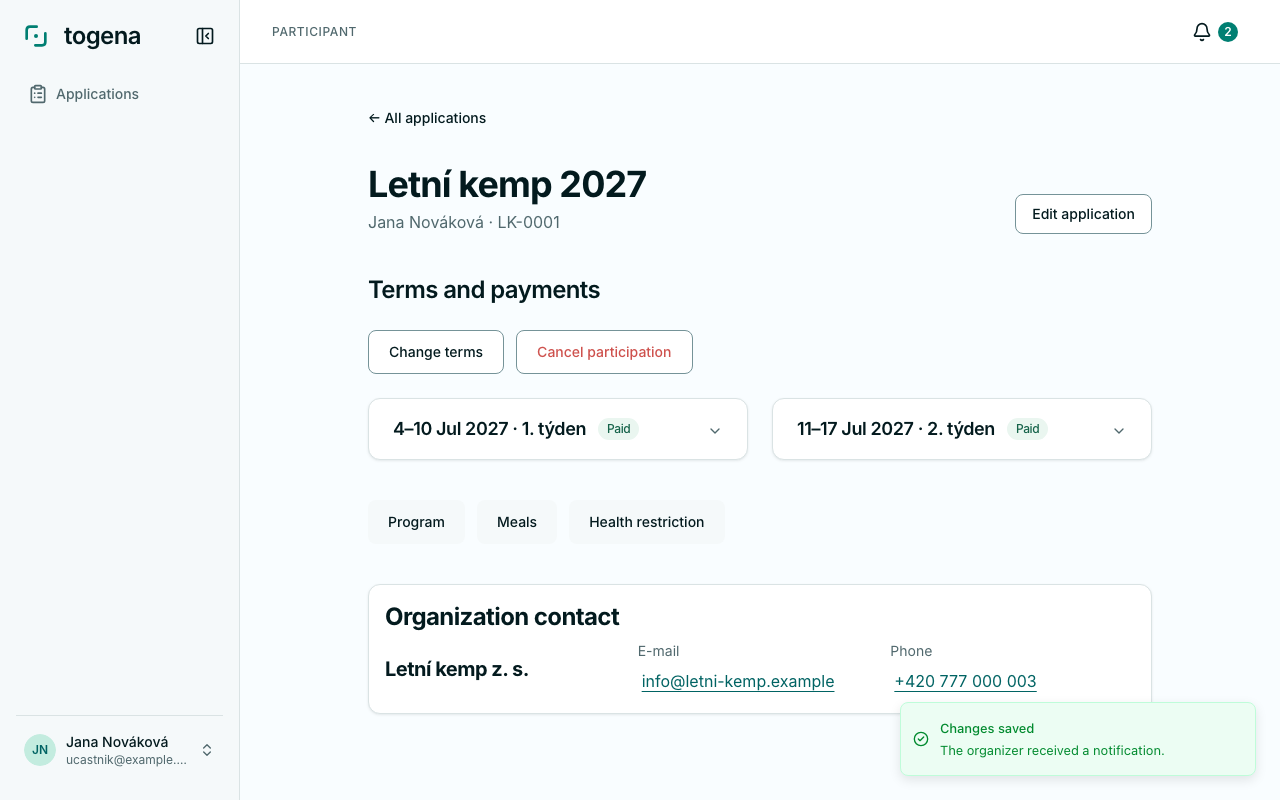 togena
PARTICIPANT
2
Applications
← All applications
Letní kemp 2027
Jana Nováková · LK-0001
Edit application
Terms and payments
Change terms
Cancel participation
4–10 Jul 2027 · 1. týden Paid
11–17 Jul 2027 · 2. týden Paid
Program
Meals
Health restriction
Organization contact
Letní kemp z. s.
E-mail
info@letni-kemp.example
Phone
+420 777 000 003
Changes saved
The organizer received a notification.
JN
Jana Nováková
ucastnik@example....